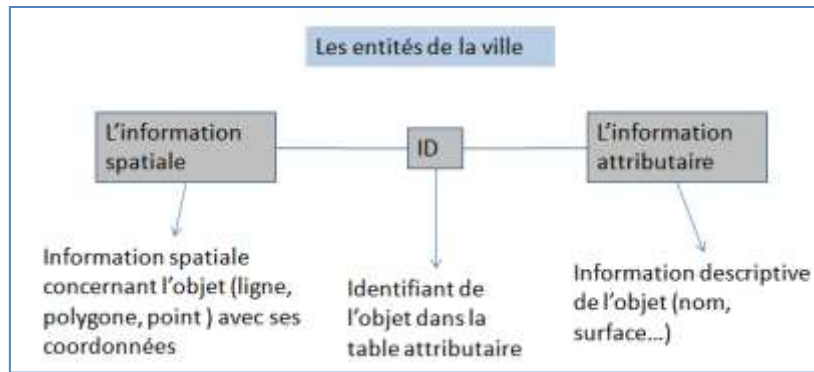 Les entités de la ville
L'information
spatiale
ID
L'information
attributaire
Information spatiale
concernant l'objet (ligne,
polygone, point ) avec ses
coordonnées
Identifiant de
l'objet dans la
table attributaire
Information descriptive
de l'objet (nom,
surface...)